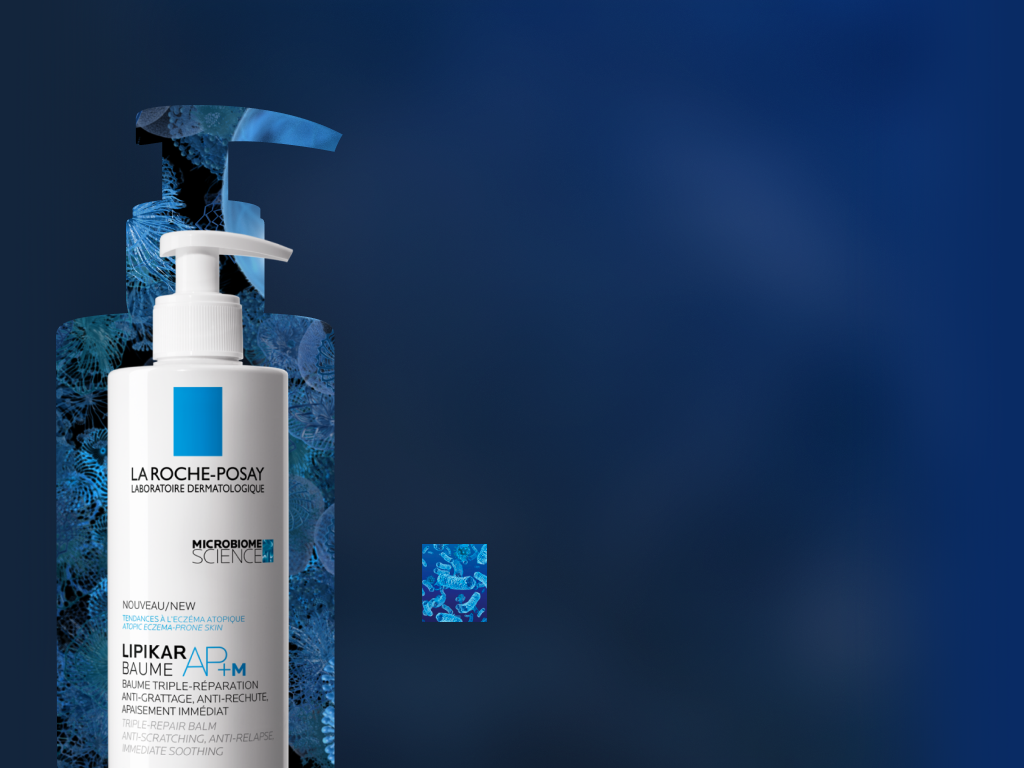 LA ROCHE-POSAY
LABORATOIRE DERMATOLOGIQUE
MICROBIOME
SCIENCE
NOUVEAU/NEW
TENDANCES À L'ECZÉMA ATOPIQUE
ATOPIC ECZEMA-PRONE SKIN
LIPIKAR
BAUME AP+M
BAUME TRIPLE-RÉPARATION
ANTI-GRATTAGE, ANTI-RECHUTE,
APAISEMENT IMMÉDIAT
TRIPLE-REPAIR BALM
ANTI-SCRATCHING, ANTI-RELAPSE,
IMMEDIATE SOOTHING